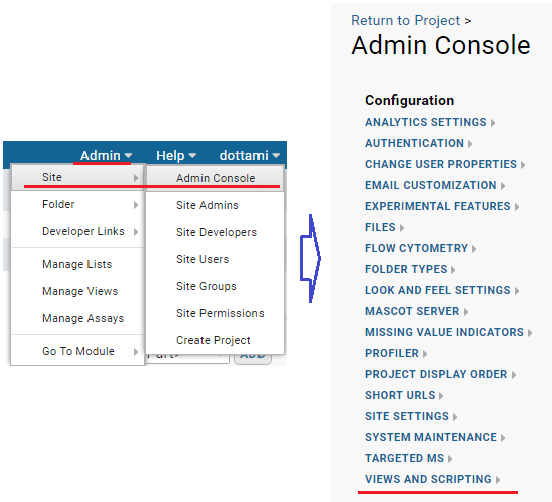 Admin Help dottami
Site
Folder
Developer Links
Manage Lists
Manage Views
Manage Assays
Go To Module
Admin Console
Site Admins
Site Developers
Site Users
Site Groups
Site Permissions
Create Project
ADD
Return to Project >
Admin Console
Configuration
ANALYTICS SETTINGS
AUTHENTICATION
CHANGE USER PROPERTIES
EMAIL CUSTOMIZATION
EXPERIMENTAL FEATURES
FILES
FLOW CYTOMETRY
FOLDER TYPES
LOOK AND FEEL SETTINGS
MASCOT SERVER
MISSING VALUE INDICATORS
PROFILER
PROJECT DISPLAY ORDER
SHORT URLS
SITE SETTINGS
SYSTEM MAINTENANCE
TARGETED MS
VIEWS AND SCRIPTING